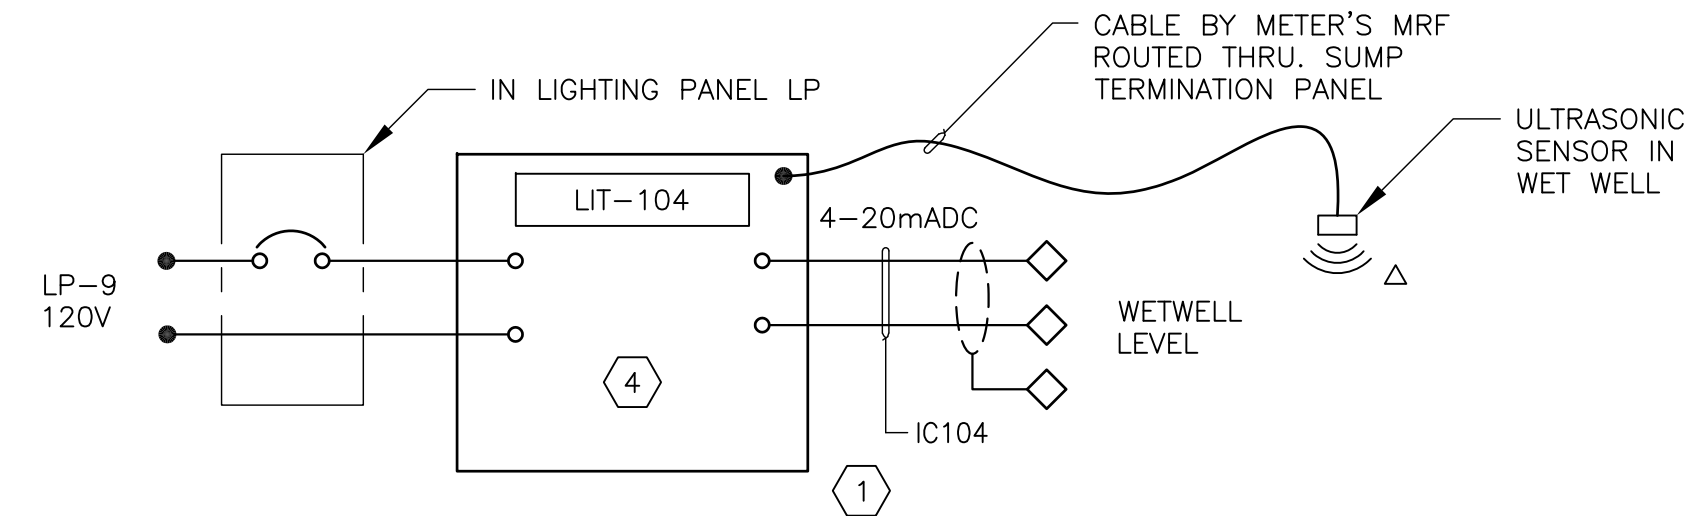 CABLE BY METER'S MRF
ROUTED THRU. SUMP
TERMINATION PANEL
IN LIGHTING PANEL LP
ULTRASONIC
SENSOR IN
WET WELL
LIT-104
4-20mADC
LP-9
120V
WETWELL
LEVEL
4
IC104
1